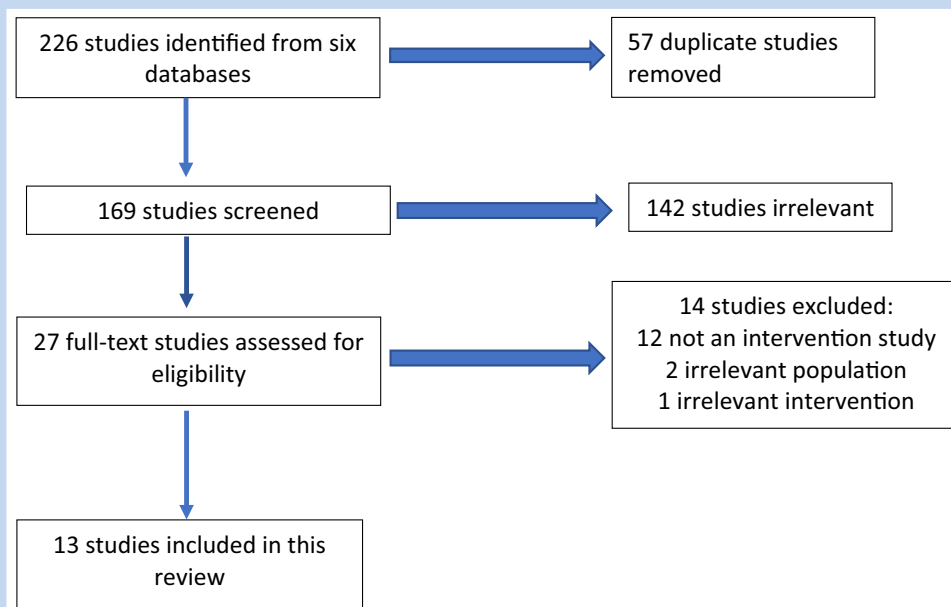 226 studies identified from six
databases
57 duplicate studies
removed
169 studies screened
142 studies irrelevant
27 full-text studies assessed for
eligibility
14 studies excluded:
12 not an intervention study
2 irrelevant population
1 irrelevant intervention
13 studies included in this
review